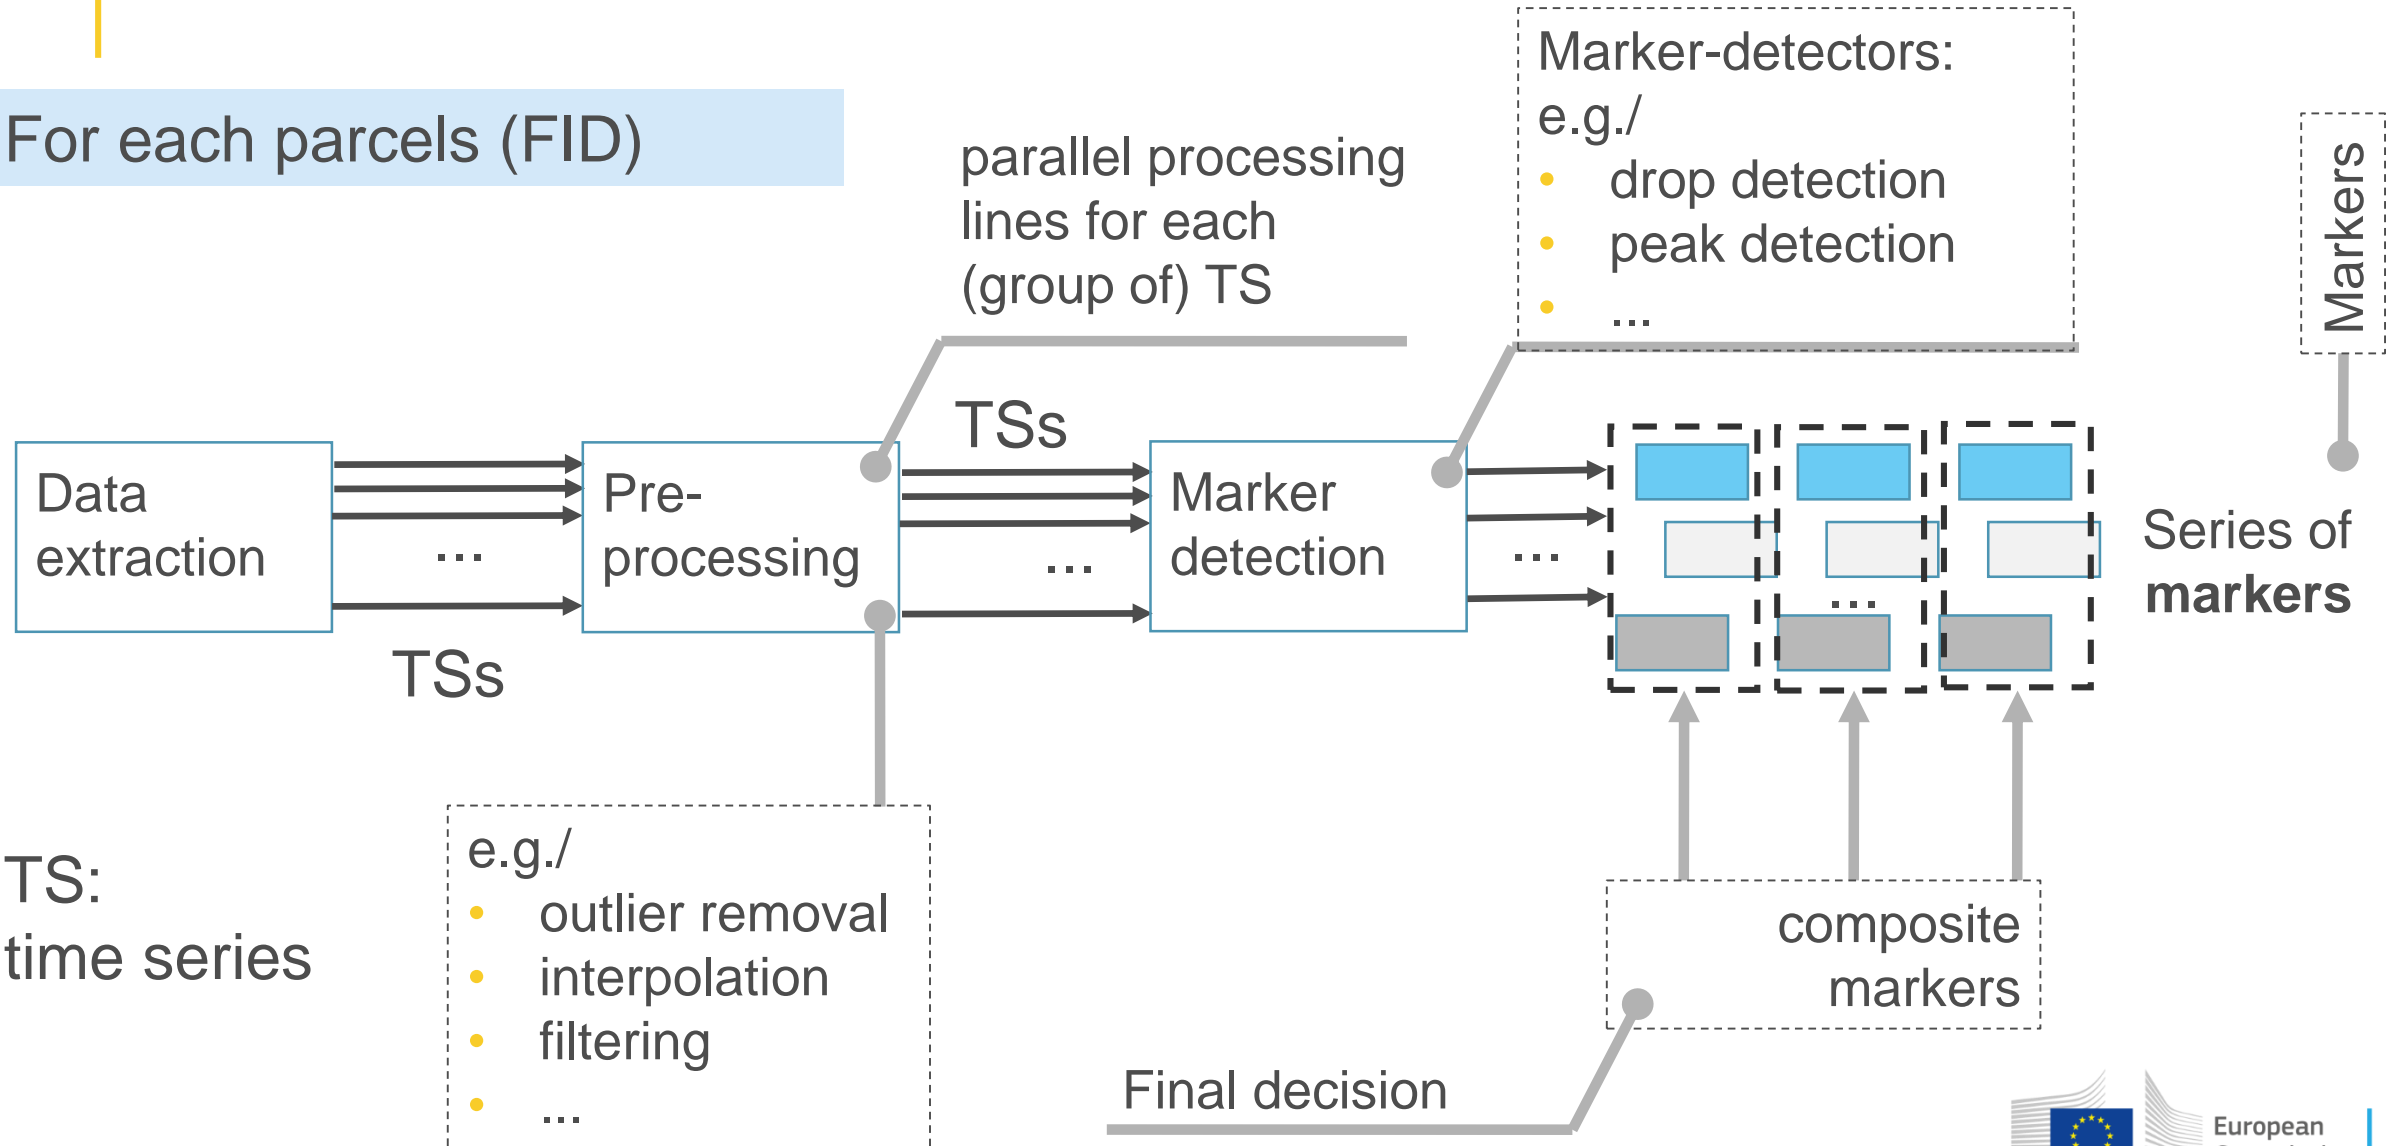 For each parcels (FID)
parallel processing
lines for each
(group of) TS
Marker-detectors:
e.g./
• drop detection
• peak detection
• ...
Markers
Data
extraction
...
TSs
Pre-
processing
TSs
...
Marker
detection
...
...
Series of
markers
TS:
time series
e.g./
• outlier removal
• interpolation
• filtering
• ...
composite
markers
Final decision
European